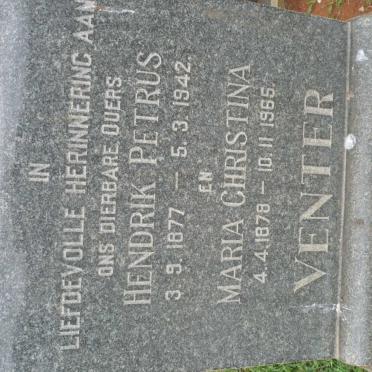 IN
LIEFDEVOLLE HERINNERING AAN
ONS DIERBARE OUERS
HENDRIK PETRUS
3.9.1877 — 5.3.1942.
EN
MARIA CHRISTINA
4.4.1878 — 10.11.1965.
VENTER